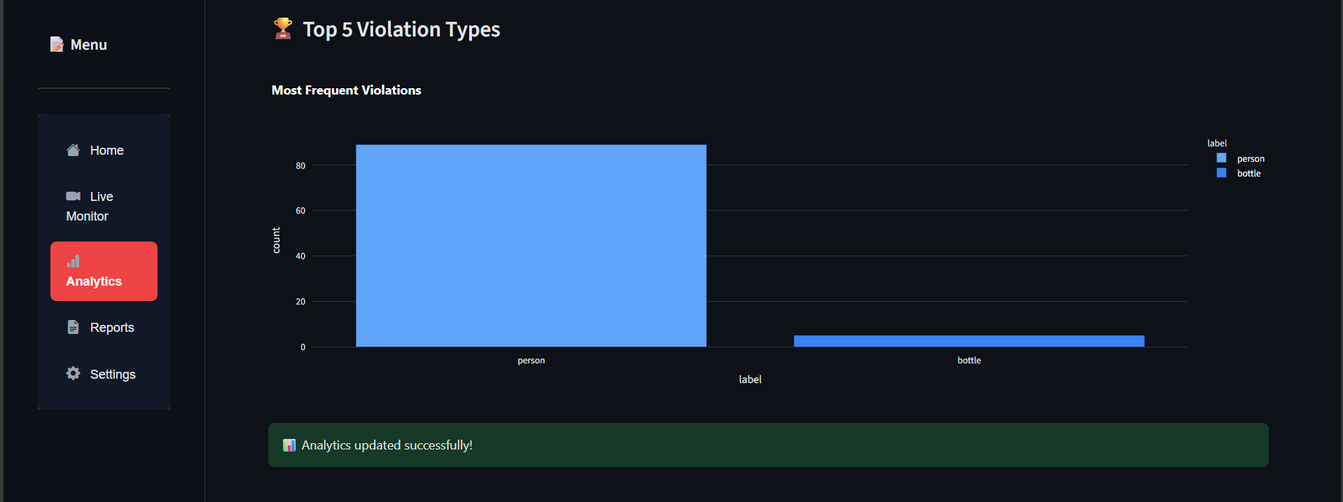 Menu
Home
Live
Monitor
Analytics
Reports
Settings
🏆 Top 5 Violation Types
Most Frequent Violations
count
80
60
40
20
0
person
bottle
label
label
person
bottle
📊 Analytics updated successfully!